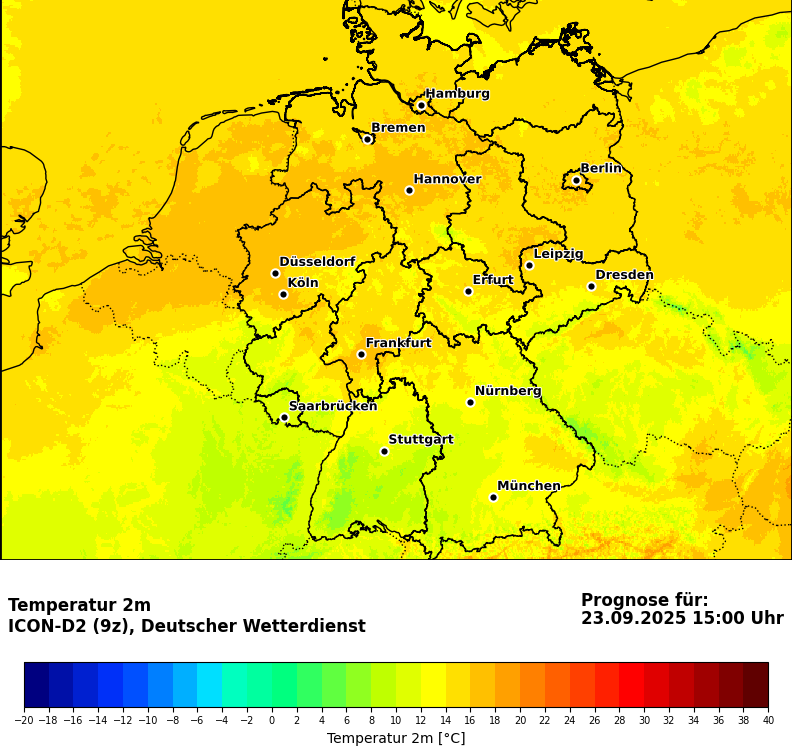 Hamburg
Bremen
Berlin
Hannover
Leipzig
Düsseldorf
Dresden
Köln
Erfurt
Frankfurt
Nürnberg
Saarbrücken
Stuttgart
München
Temperatur 2m
ICON-D2 (9z), Deutscher Wetterdienst
Prognose für:
23.09.2025 15:00 Uhr
−20 −18 −16 −14 −12 −10 −8 −6 −4 −2 0 2 4 6 8 10 12 14 16 18 20 22 24 26 28 30 32 34 36 38 40
Temperatur 2m [°C]